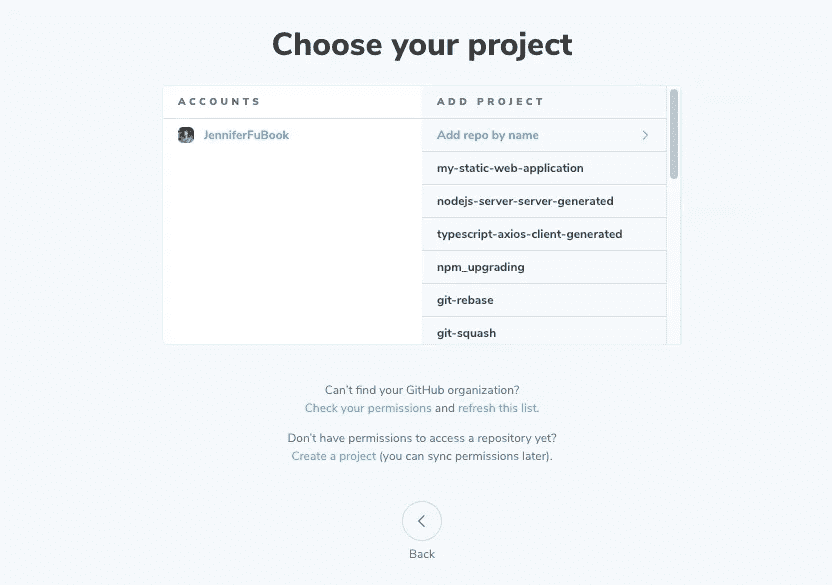 Choose your project
ACCOUNTS
JenniferFuBook
ADD PROJECT
Add repo by name
my-static-web-application
nodejs-server-server-generated
typescript-axios-client-generated
npm_upgrading
git-rebase
git-squash
Can't find your GitHub organization?
Check your permissions and refresh this list.
Don't have permissions to access a repository yet?
Create a project (you can sync permissions later).
Back